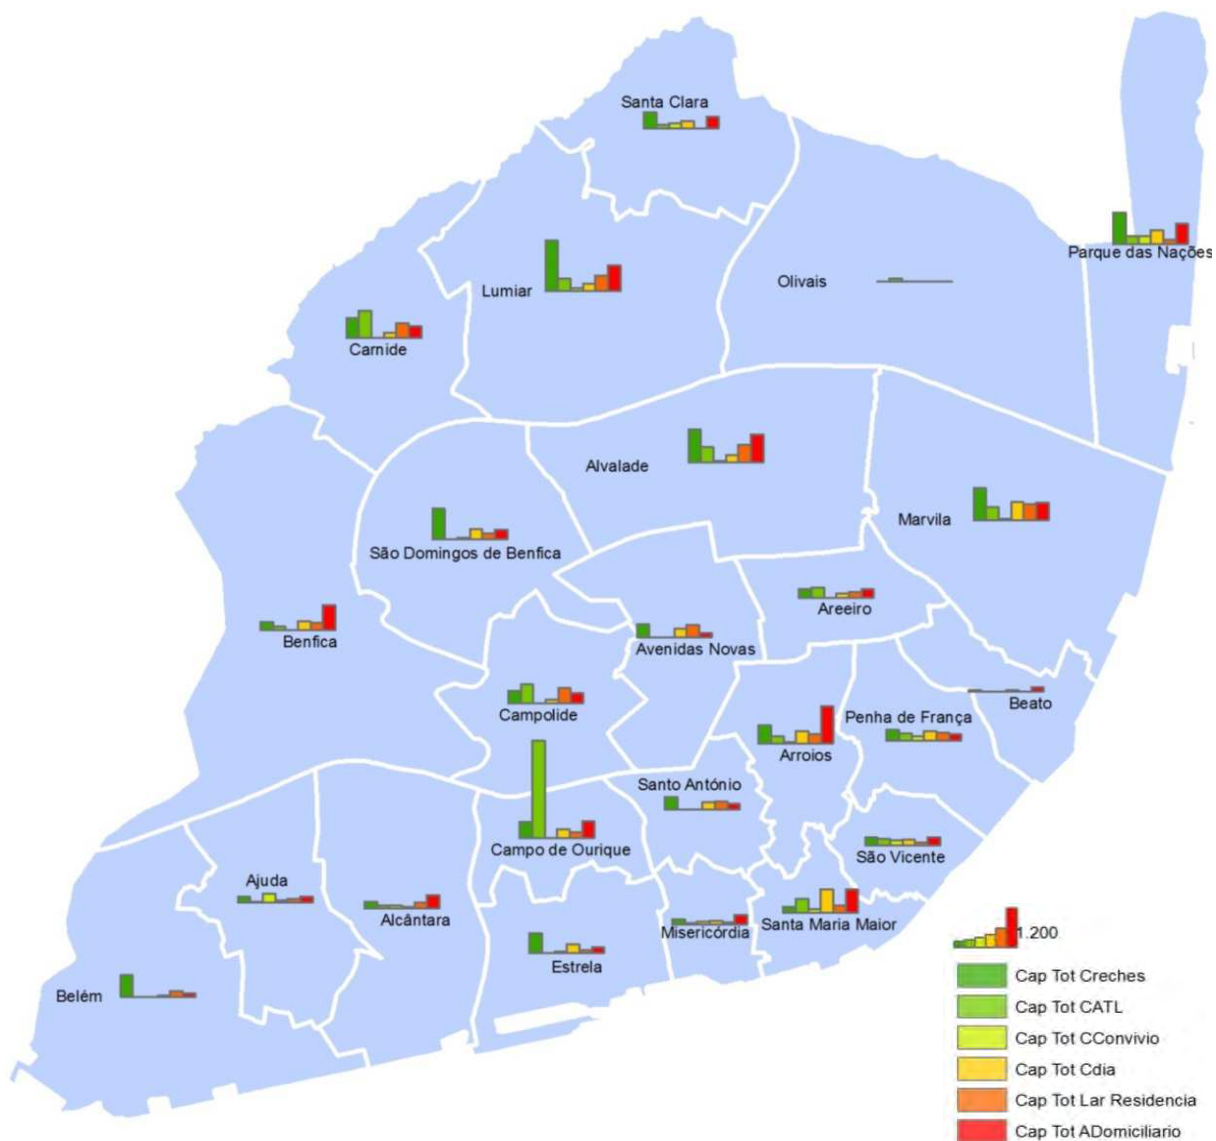 Santa Clara
Parque das Nações
Olivais
Lumiar
Carnide
Alvalade
Marvila
São Domingos de Benfica
Areeiro
Benfica
Avenidas Novas
Beato
Campolide
Penha de França
Arroios
Santo António
Campo de Ourique
São Vicente
Ajuda
Alcântara
Misericórdia
Santa Maria Maior
Estrela
Belém
1.200
Cap Tot Creches
Cap Tot CATL
Cap Tot CConvivio
Cap Tot Cdia
Cap Tot Lar Residencia
Cap Tot ADomiciliario